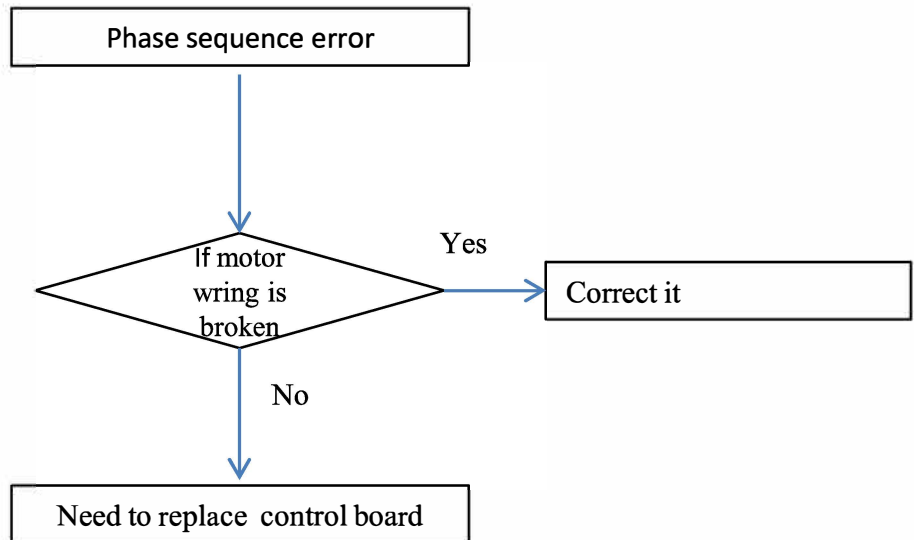 Phase sequence error
If motor
wring is
broken
Yes
Correct it
No
Need to replace control board